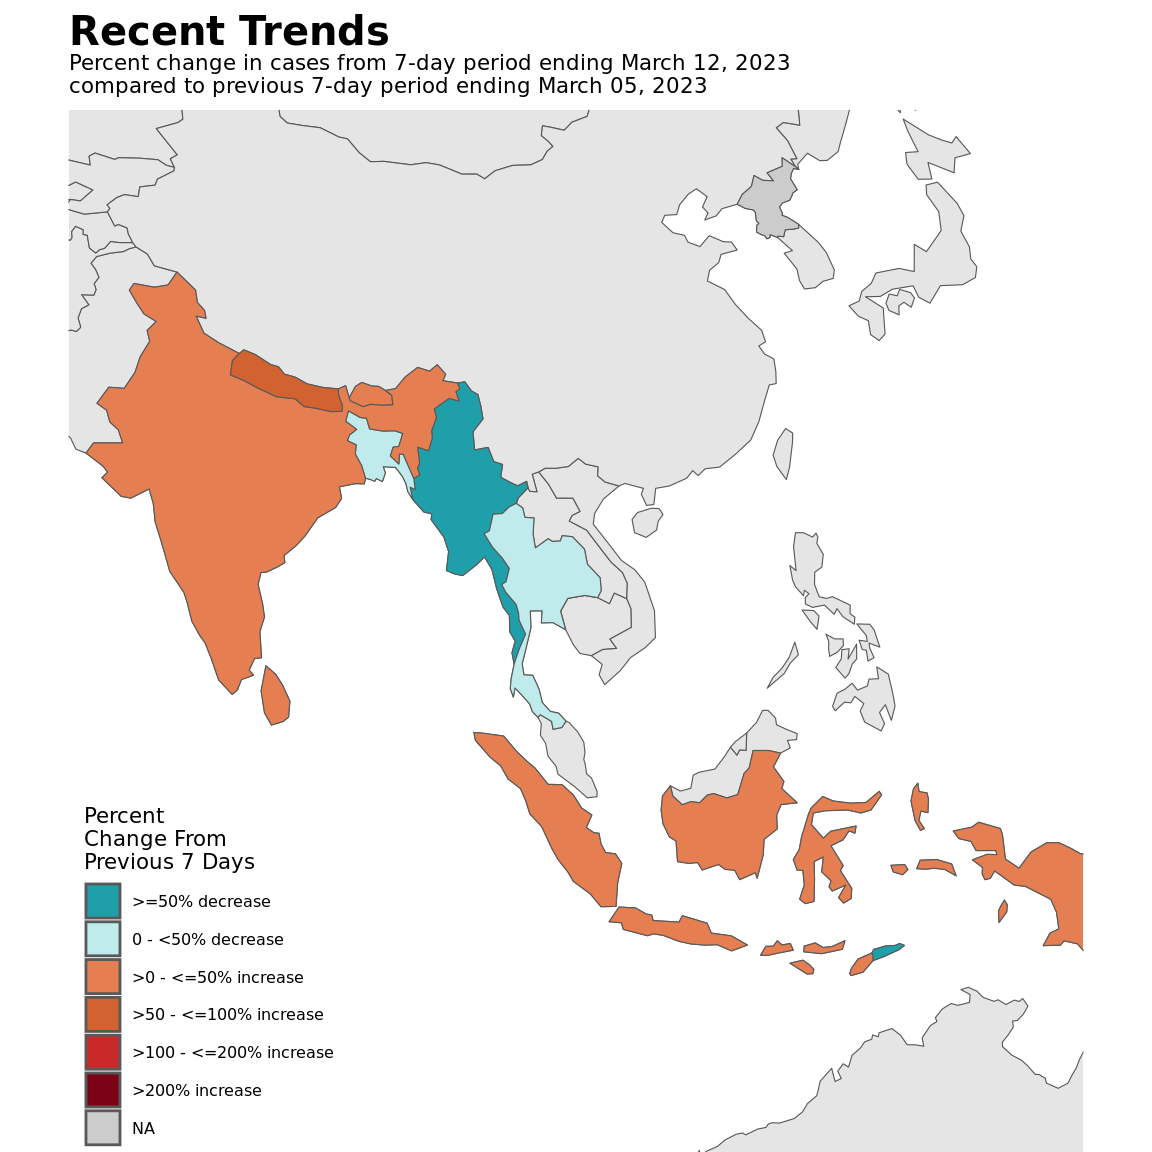 Recent Trends
Percent change in cases from 7-day period ending March 12, 2023
compared to previous 7-day period ending March 05, 2023
Percent
Change From
Previous 7 Days
>=50% decrease
0 - <50% decrease
>0 - <=50% increase
>50 - <=100% increase
>100 - <=200% increase
>200% increase
NA